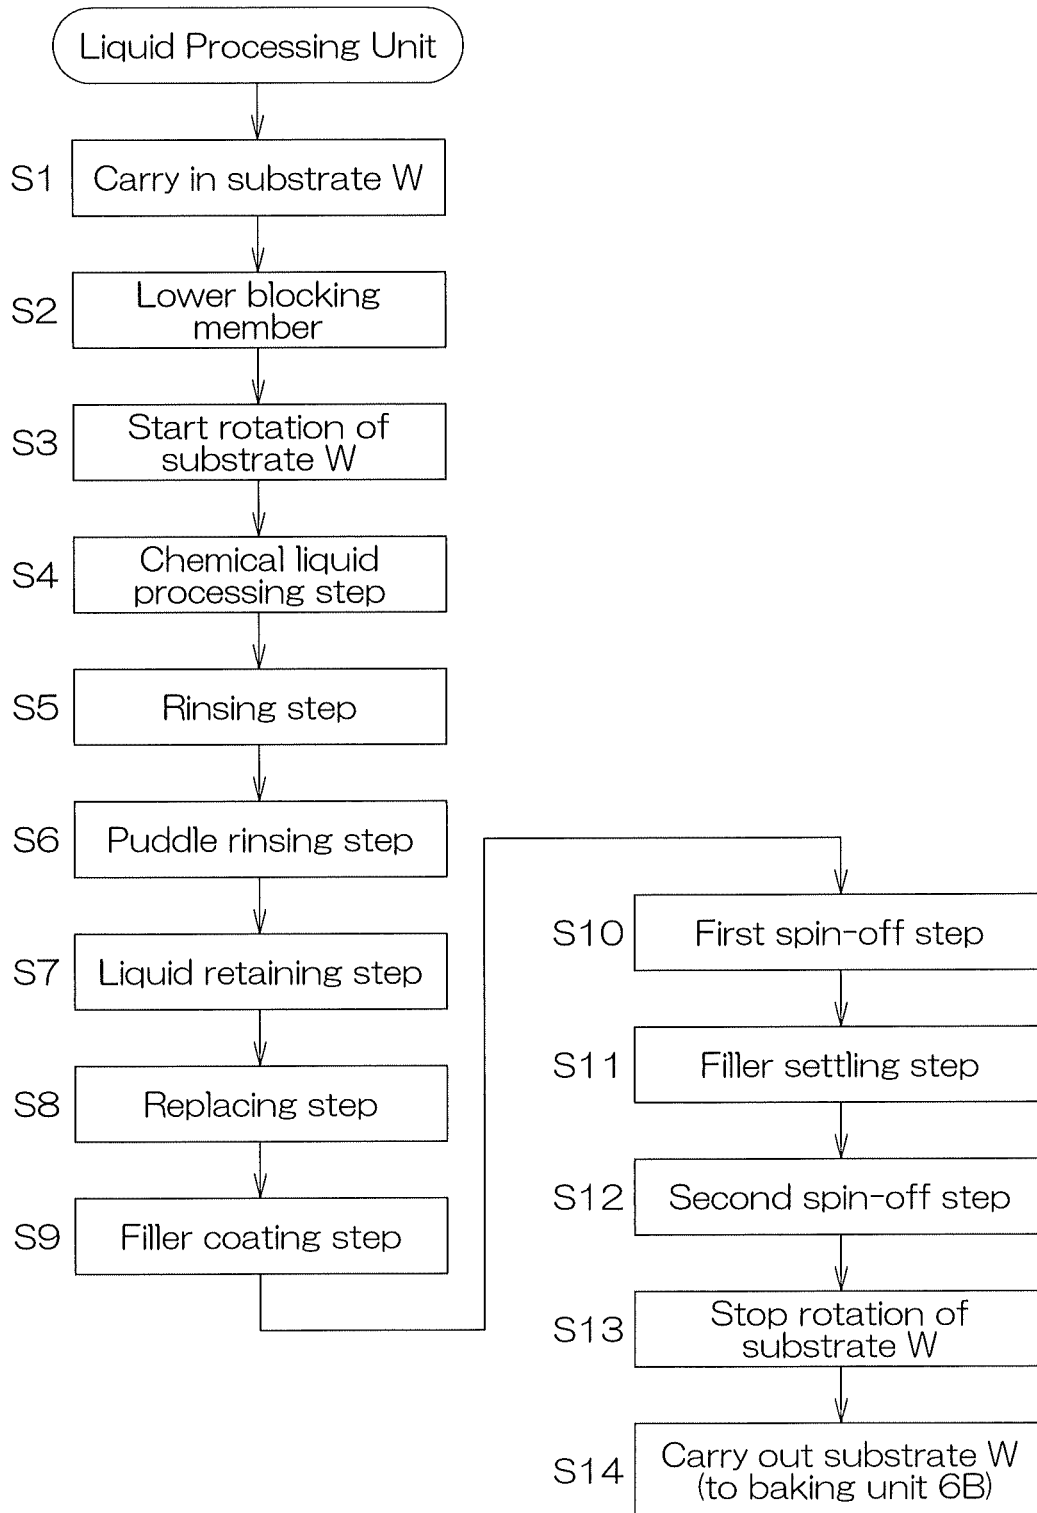 Liquid Processing Unit
S1 Carry in substrate W
S2 Lower blocking
member
S3 Start rotation of
substrate W
S4 Chemical liquid
processing step
S5 Rinsing step
S6 Puddle rinsing step
S7 Liquid retaining step
S8 Replacing step
S9 Filler coating step
S10 First spin-off step
S11 Filler settling step
S12 Second spin-off step
S13 Stop rotation of
substrate W
S14 Carry out substrate W
(to baking unit 6B)